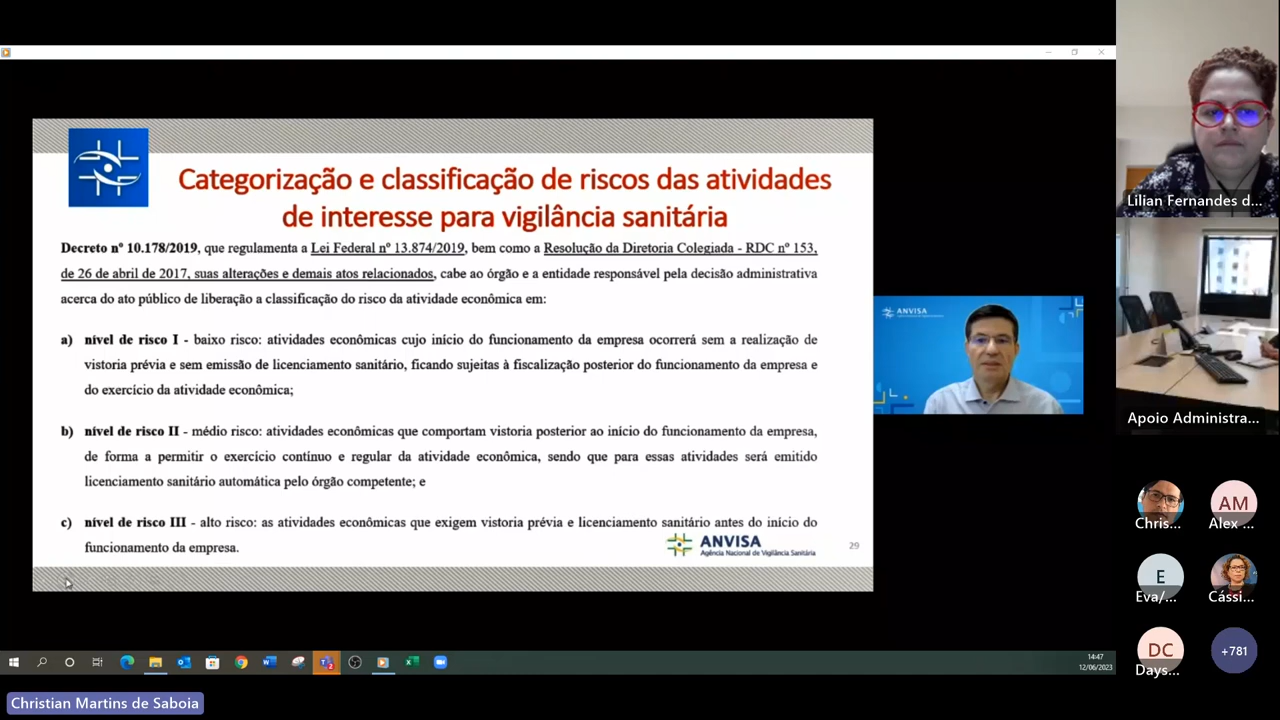 Categorização e classificação de riscos das atividades
de interesse para vigilância sanitária
Decreto nº 10.178/2019, que regulamenta a Lei Federal nº 13.874/2019, bem como a Resolução da Diretoria Colegiada - RDC nº 153,
de 26 de abril de 2017, suas alterações e demais atos relacionados, cabe ao órgão e a entidade responsável pela decisão administrativa
acerca do ato público de liberação a classificação do risco da atividade econômica em:
a) nível de risco I - baixo risco: atividades econômicas cujo início do funcionamento da empresa ocorrerá sem a realização de
vistoria prévia e sem emissão de licenciamento sanitário, ficando sujeitas à fiscalização posterior do funcionamento da empresa e
do exercício da atividade econômica;
b) nível de risco II - médio risco: atividades econômicas que comportam vistoria posterior ao início do funcionamento da empresa,
de forma a permitir o exercício contínuo e regular da atividade econômica, sendo que para essas atividades será emitido
licenciamento sanitário automática pelo órgão competente; e
c) nível de risco III - alto risco: as atividades econômicas que exigem vistoria prévia e licenciamento sanitário antes do início do
funcionamento da empresa.
ANVISA
Agência Nacional de Vigilância Sanitária
29
ANVISA
Lilian Fernandes d...
Apoio Administra...
Chris...
AM
Alex ...
E
Eva/...
Cássi...
DC
Days...
+781
14:47
12/06/2023
Christian Martins de Saboia